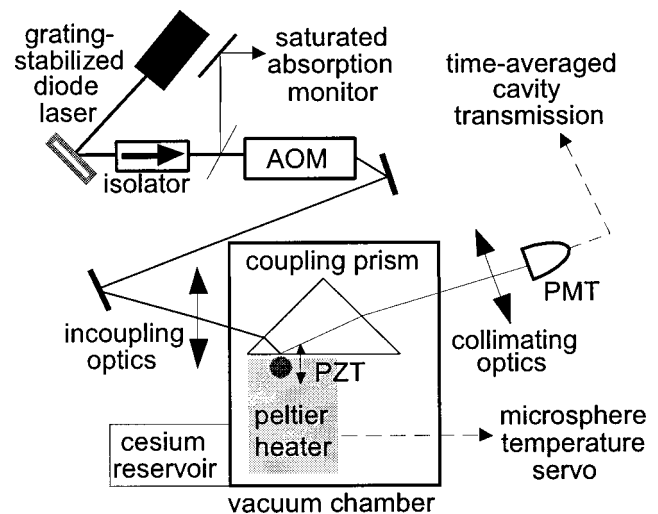 grating-
stabilized
diode
laser
saturated
absorption
monitor
time-averaged
cavity
transmission
isolator
AOM
coupling prism
PMT
incoupling
optics
collimating
optics
PZT
peltier
heater
cesium
reservoir
microsphere
temperature
servo
vacuum chamber